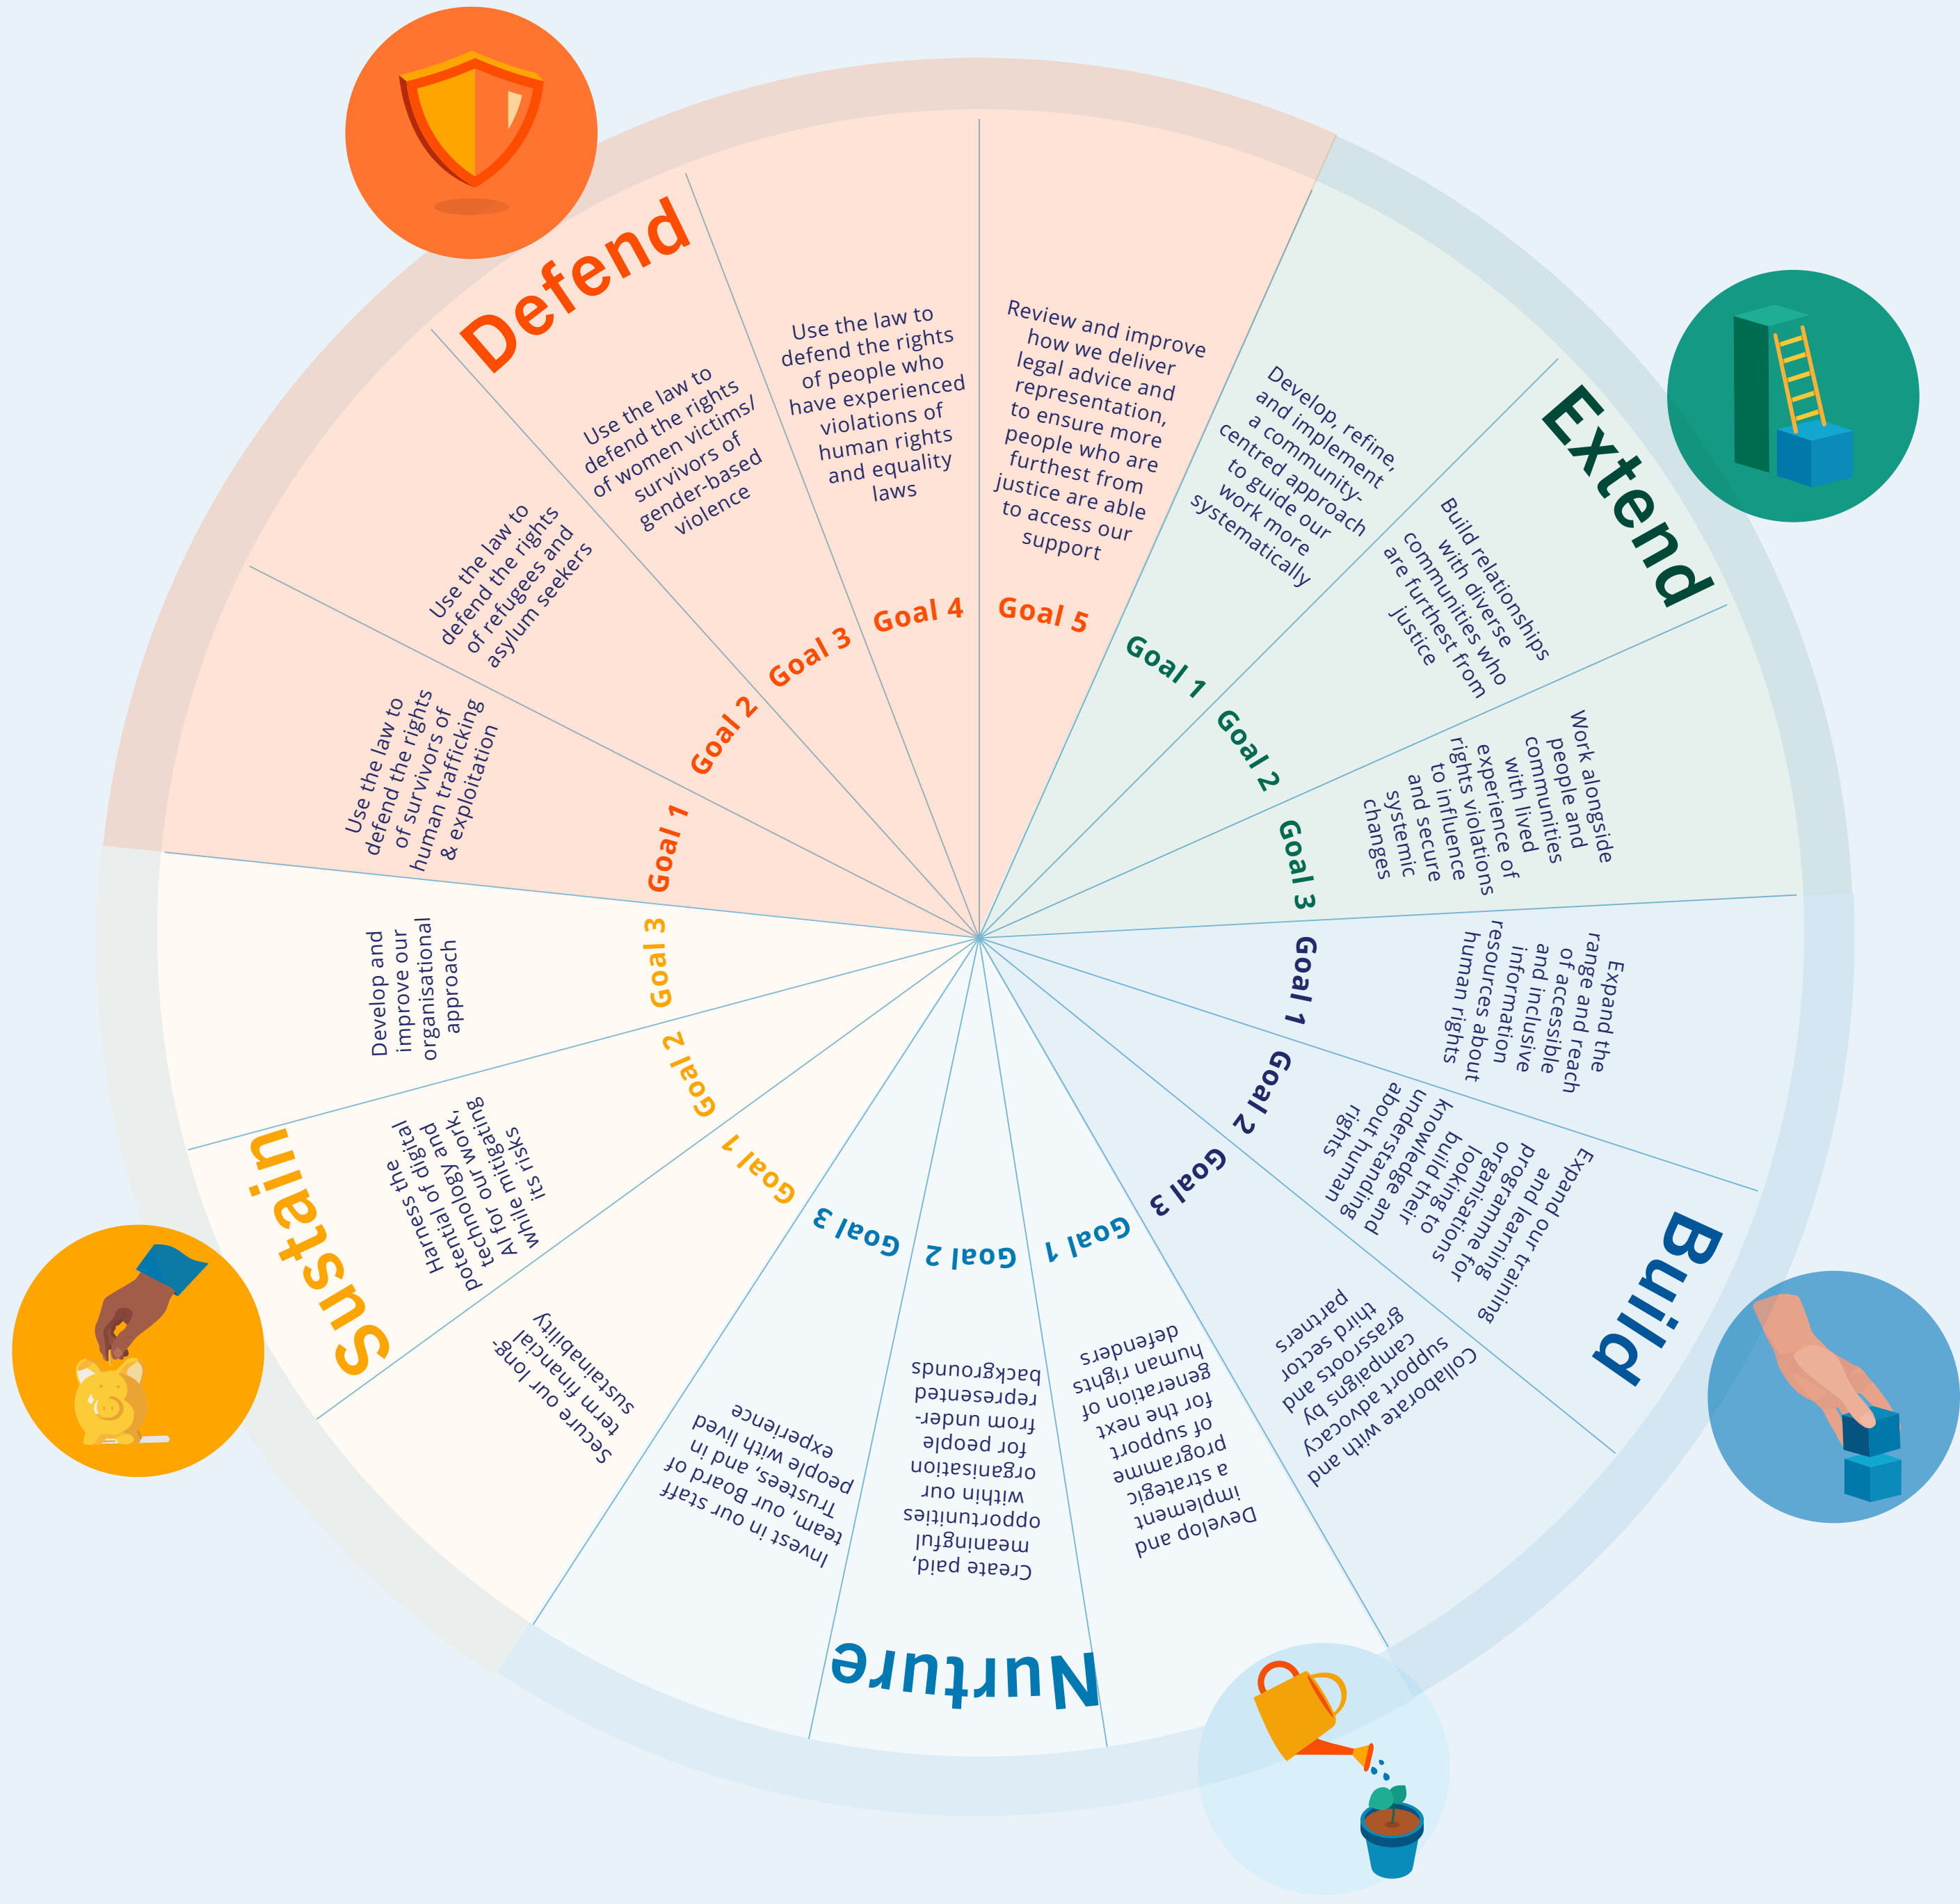 Defend
Goal 1
Use the law to
defend the rights
of survivors of
human trafficking
& exploitation
Goal 2
Use the law to
defend the rights
of refugees and
asylum seekers
Goal 3
Use the law to
defend the rights
of women victims/
survivors of
gender-based
violence
Goal 4
Use the law to
defend the rights
of people who
have experienced
violations of
human rights
and equality
laws
Goal 5
Review and improve
how we deliver
legal advice and
representation,
to ensure more
people who are
furthest from
justice are able
to access our
support
Extend
Goal 1
Develop, refine,
and implement
a community-
centred approach
to guide our
work more
systematically
Goal 2
Build relationships
with diverse
communities who
are furthest from
justice
Goal 3
Work alongside
people and
communities
with lived
experience of
rights violations
to influence
and secure
systemic
changes
Build
Goal 1
Expand the
range and reach
of accessible
and inclusive
information
resources about
human rights
Goal 2
Expand our training
and learning
programme for
organisations
looking to
build their
knowledge and
understanding
about human
rights
Goal 3
Collaborate with and
support advocacy
campaigns by
grassroots and
third sector
partners
Nurture
Goal 1
Develop and
implement
a strategic
programme
of support
for the next
generation of
human rights
defenders
Goal 2
Create paid,
meaningful
opportunities
within our
organisation
for people
from under-
represented
backgrounds
Goal 3
Invest in our staff
team, our Board of
Trustees, and in
people with lived
experience
Sustain
Goal 1
Secure our long-
term financial
sustainability
Goal 2
Harness the
potential of digital
technology and
AI for our work,
while mitigating
its risks
Goal 3
Develop and
improve our
organisational
approach